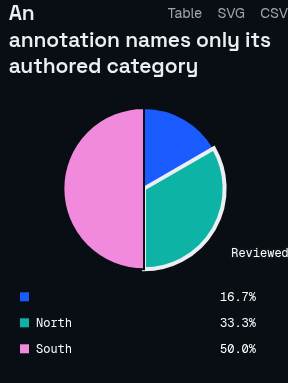 An
Table SVG CSV
annotation names only its
authored category
Reviewed
16.7%
North 33.3%
South 50.0%